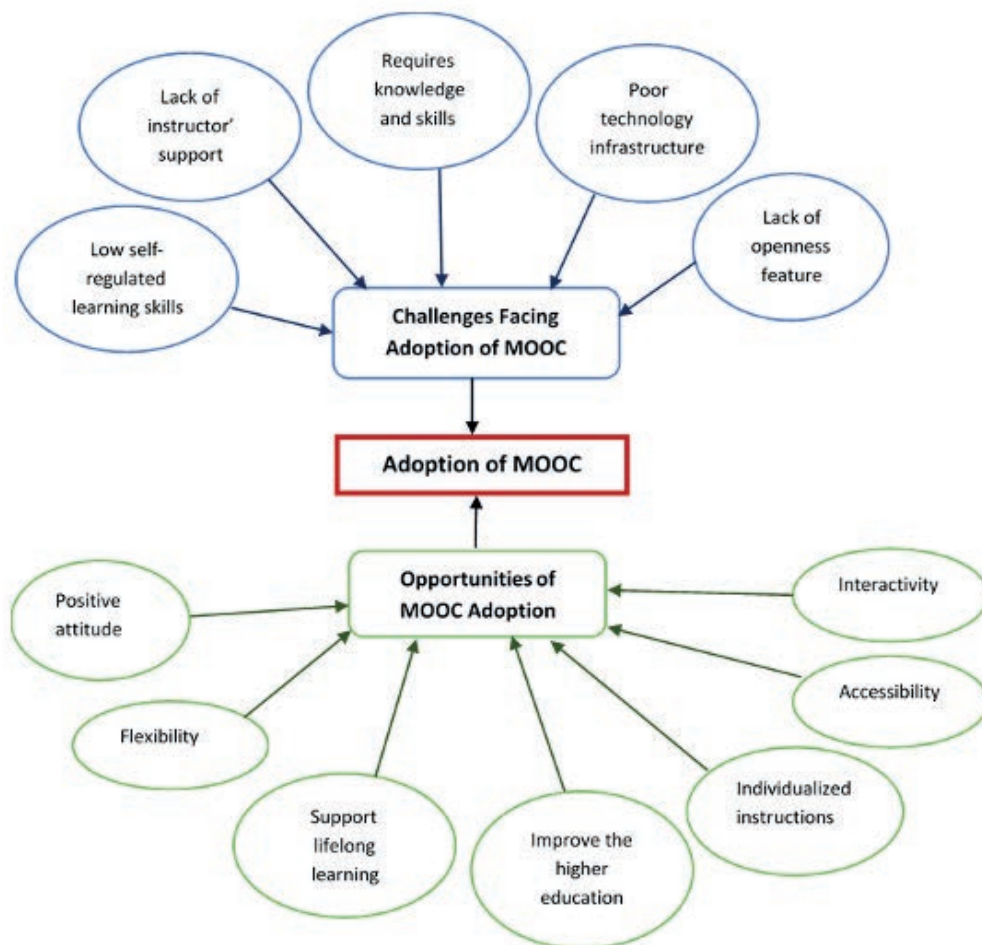 Requires
knowledge
and skills
Lack of
instructor'
support
Poor
technology
infrastructure
Low self-
regulated
learning skills
Lack of
openness
feature
Challenges Facing
Adoption of MOOC
Adoption of MOOC
Opportunities of
MOOC Adoption
Positive
attitude
Interactivity
Flexibility
Accessibility
Support
lifelong
learning
Improve the
higher
education
Individualized
instructions